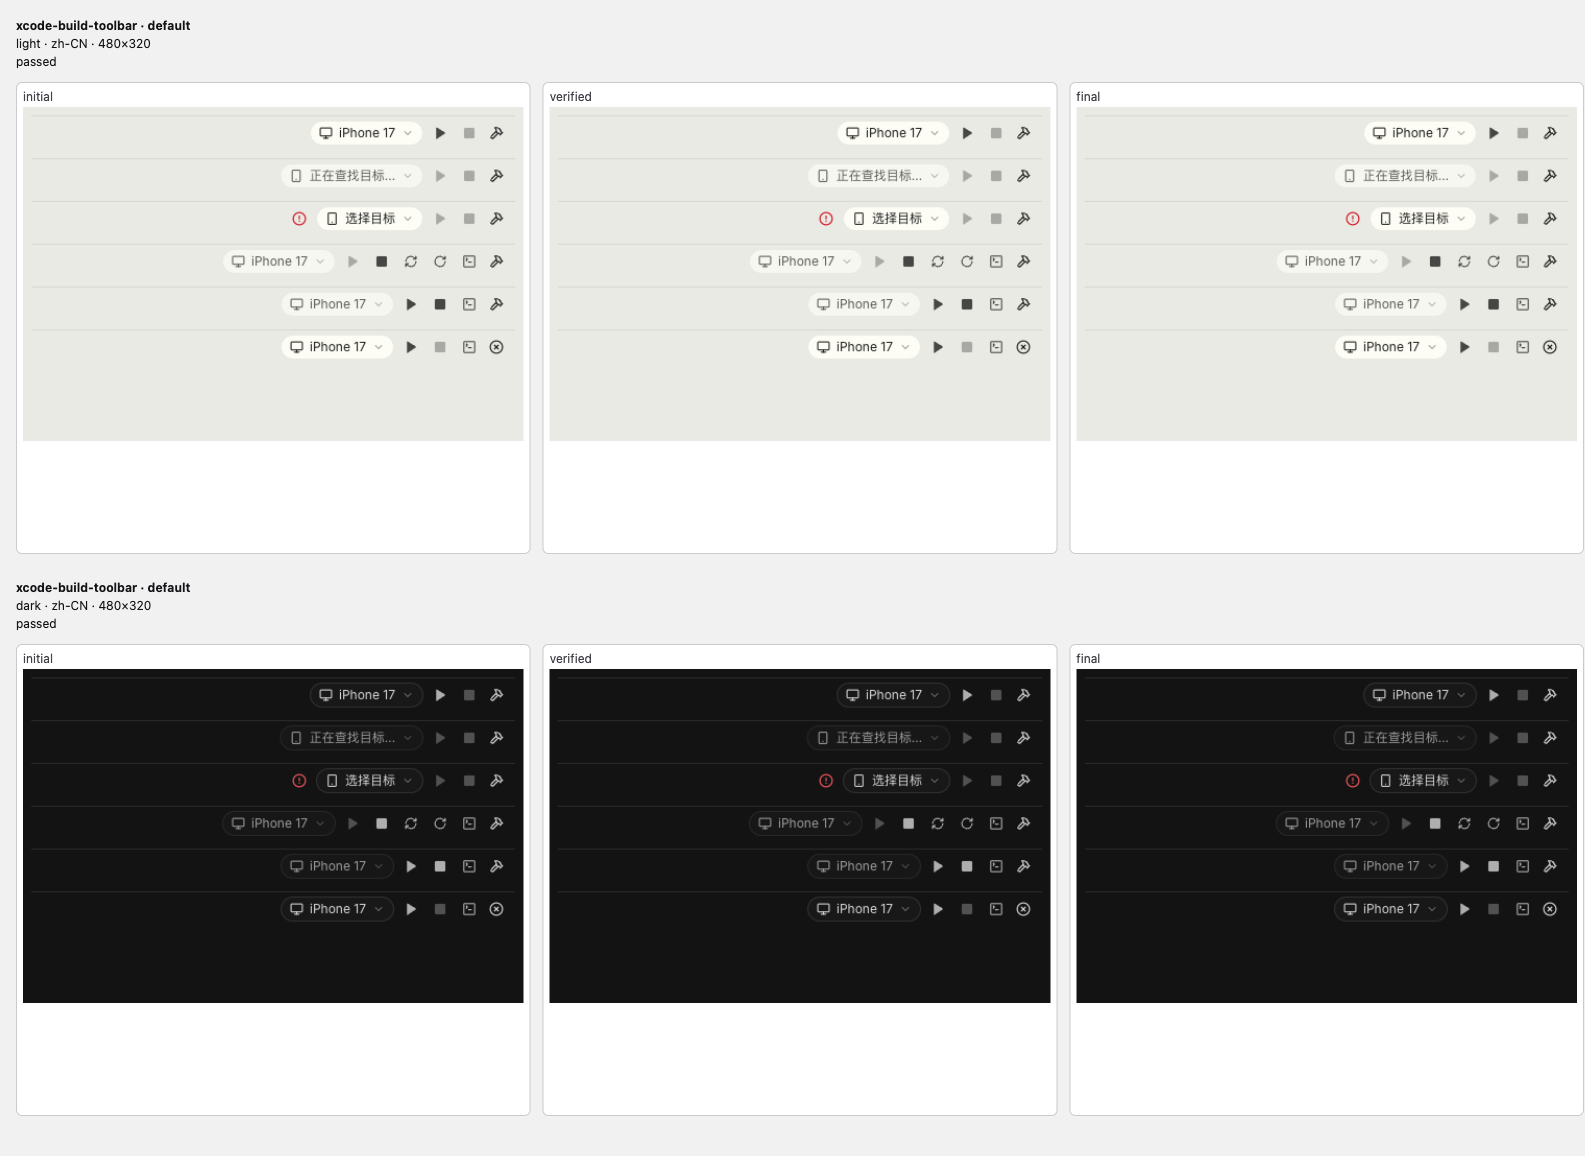 xcode-build-toolbar · default
light · zh-CN · 480×320
passed
initial
iPhone 17
正在查找目标...
选择目标
iPhone 17
iPhone 17
iPhone 17
verified
iPhone 17
正在查找目标...
选择目标
iPhone 17
iPhone 17
iPhone 17
final
iPhone 17
正在查找目标...
选择目标
iPhone 17
iPhone 17
iPhone 17
xcode-build-toolbar · default
dark · zh-CN · 480×320
passed
initial
iPhone 17
正在查找目标...
选择目标
iPhone 17
iPhone 17
iPhone 17
verified
iPhone 17
正在查找目标...
选择目标
iPhone 17
iPhone 17
iPhone 17
final
iPhone 17
正在查找目标...
选择目标
iPhone 17
iPhone 17
iPhone 17